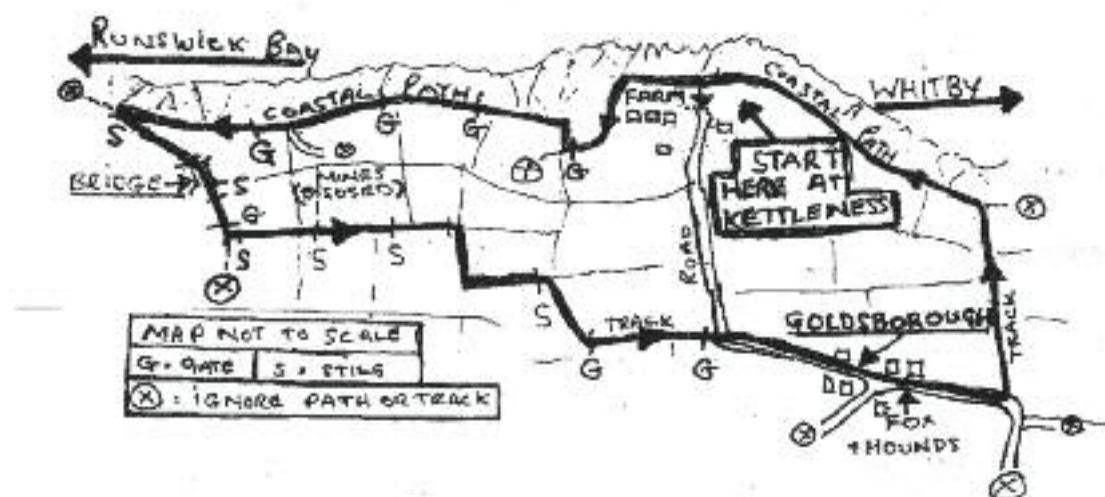 RUNSWICK BAY
COASTAL PATH
FARM
COASTAL PATH
WHITBY
S
G
G
G
G
START
HERE AT
KETTLENESS
BRIDGE
S
MINES
(DISUSED)
G
S
S
S
ROAD
S
TRACK
G
G
GOLDSBOROUGH
TRACK
FOX
+ HOUNDS
MAP NOT TO SCALE
G = GATE
S = STILE
X : IGNORE PATH OR TRACK